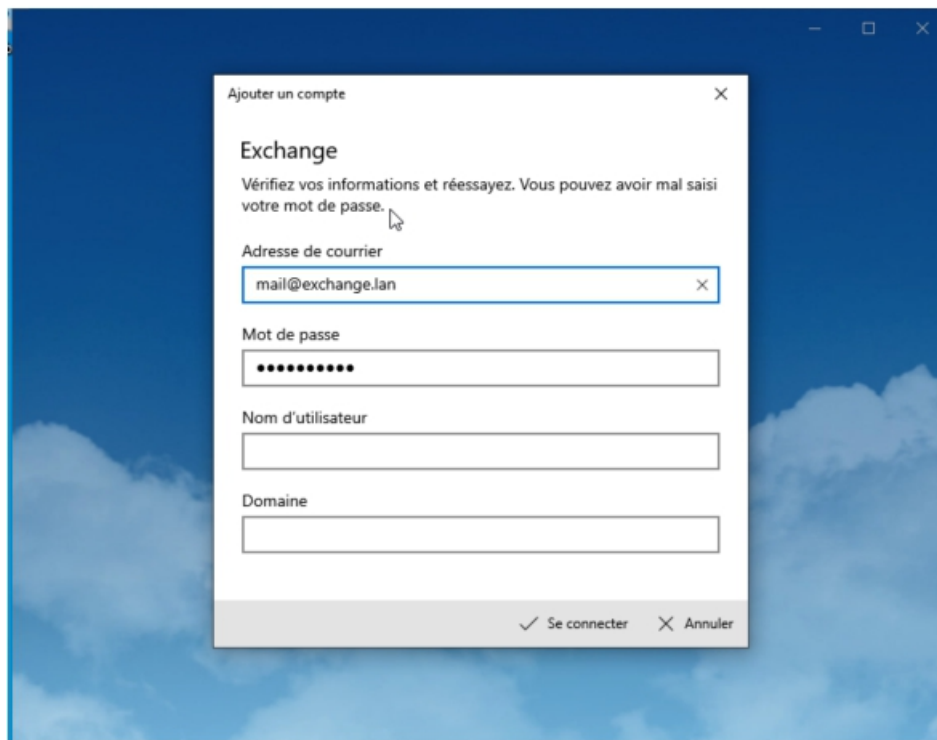 Ajouter un compte
Exchange
Vérifiez vos informations et réessayez. Vous pouvez avoir mal saisi
votre mot de passe.
Adresse de courrier
mail@exchange.lan
Mot de passe
••••••••••
Nom d'utilisateur
Domaine
Se connecter Annuler